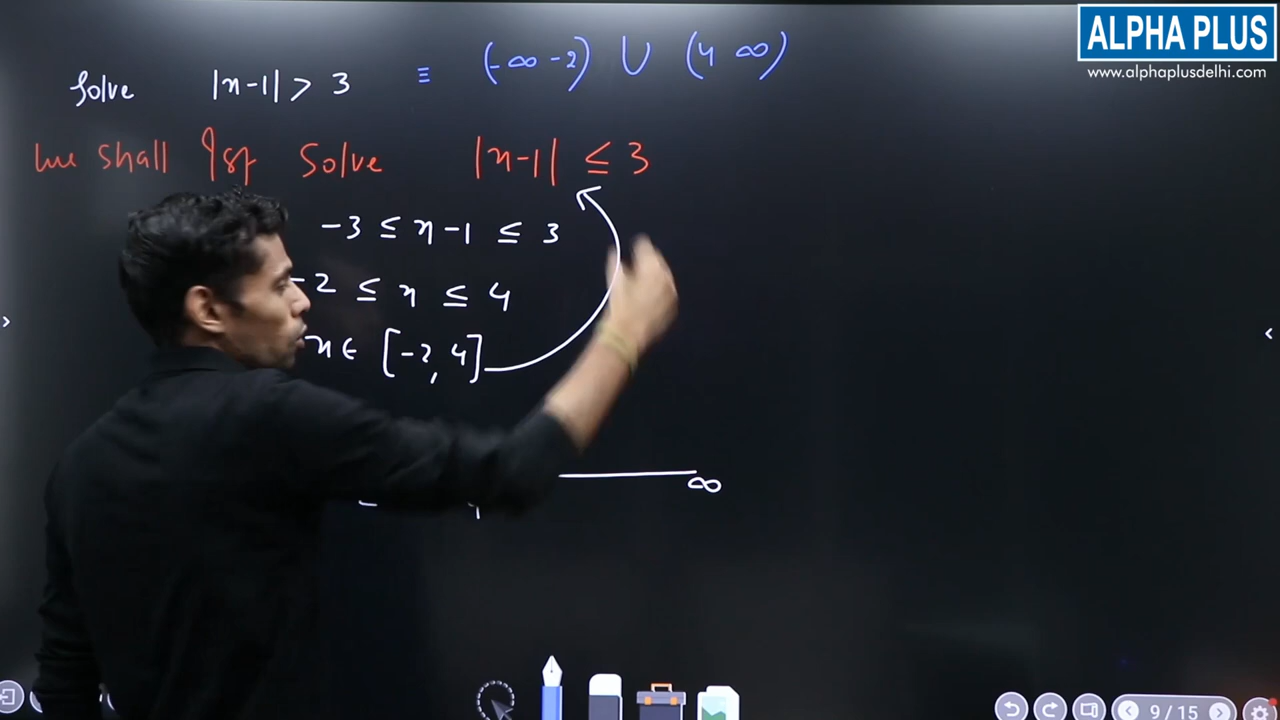 ALPHA PLUS
www.alphaplusdelhi.com
Solve |x-1| > 3 ≡ (-∞ -2) ∪ (4 ∞)
We shall Ist Solve |x-1| ≤ 3
-3 ≤ x-1 ≤ 3
-2 ≤ x ≤ 4
x ∈ [-2, 4]
∞
9/15